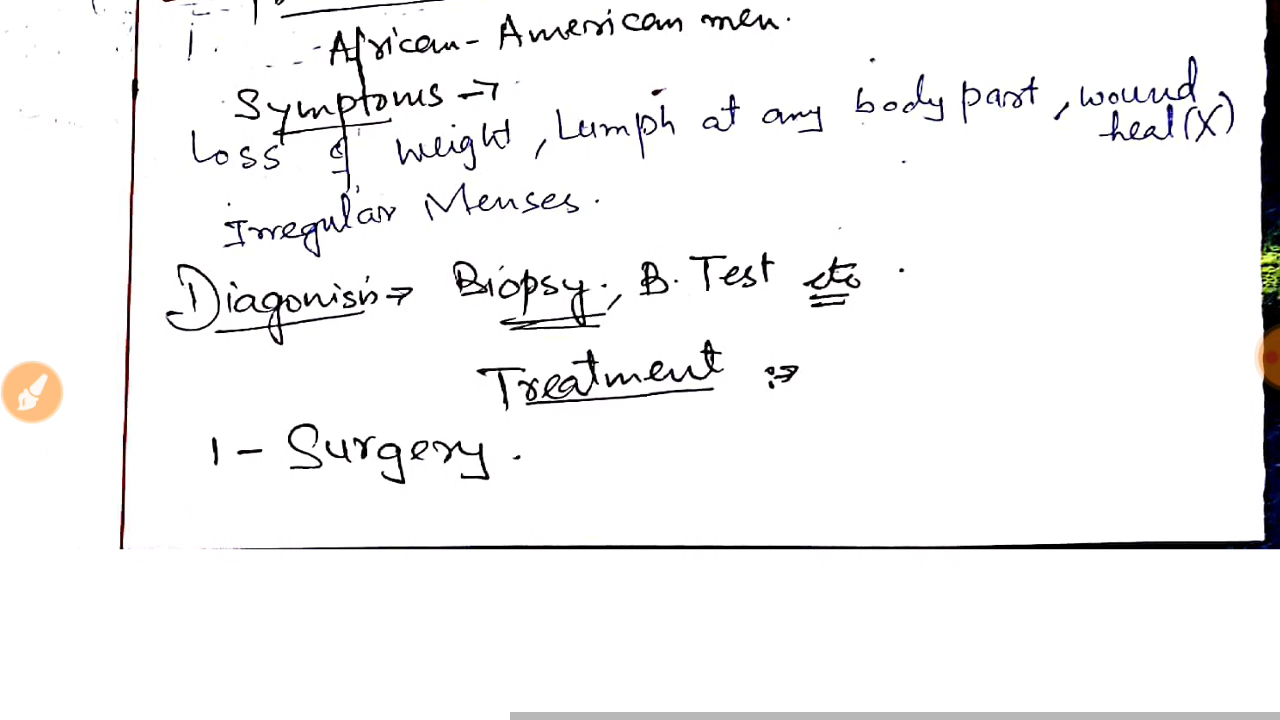 i.
African-American men.
Symptoms →
Loss of weight, Lumph at any body part, wound heal(X)
Irregular Menses.
Diagonisis → Biopsy., B. Test etc.
Treatment :→
1 - Surgery.